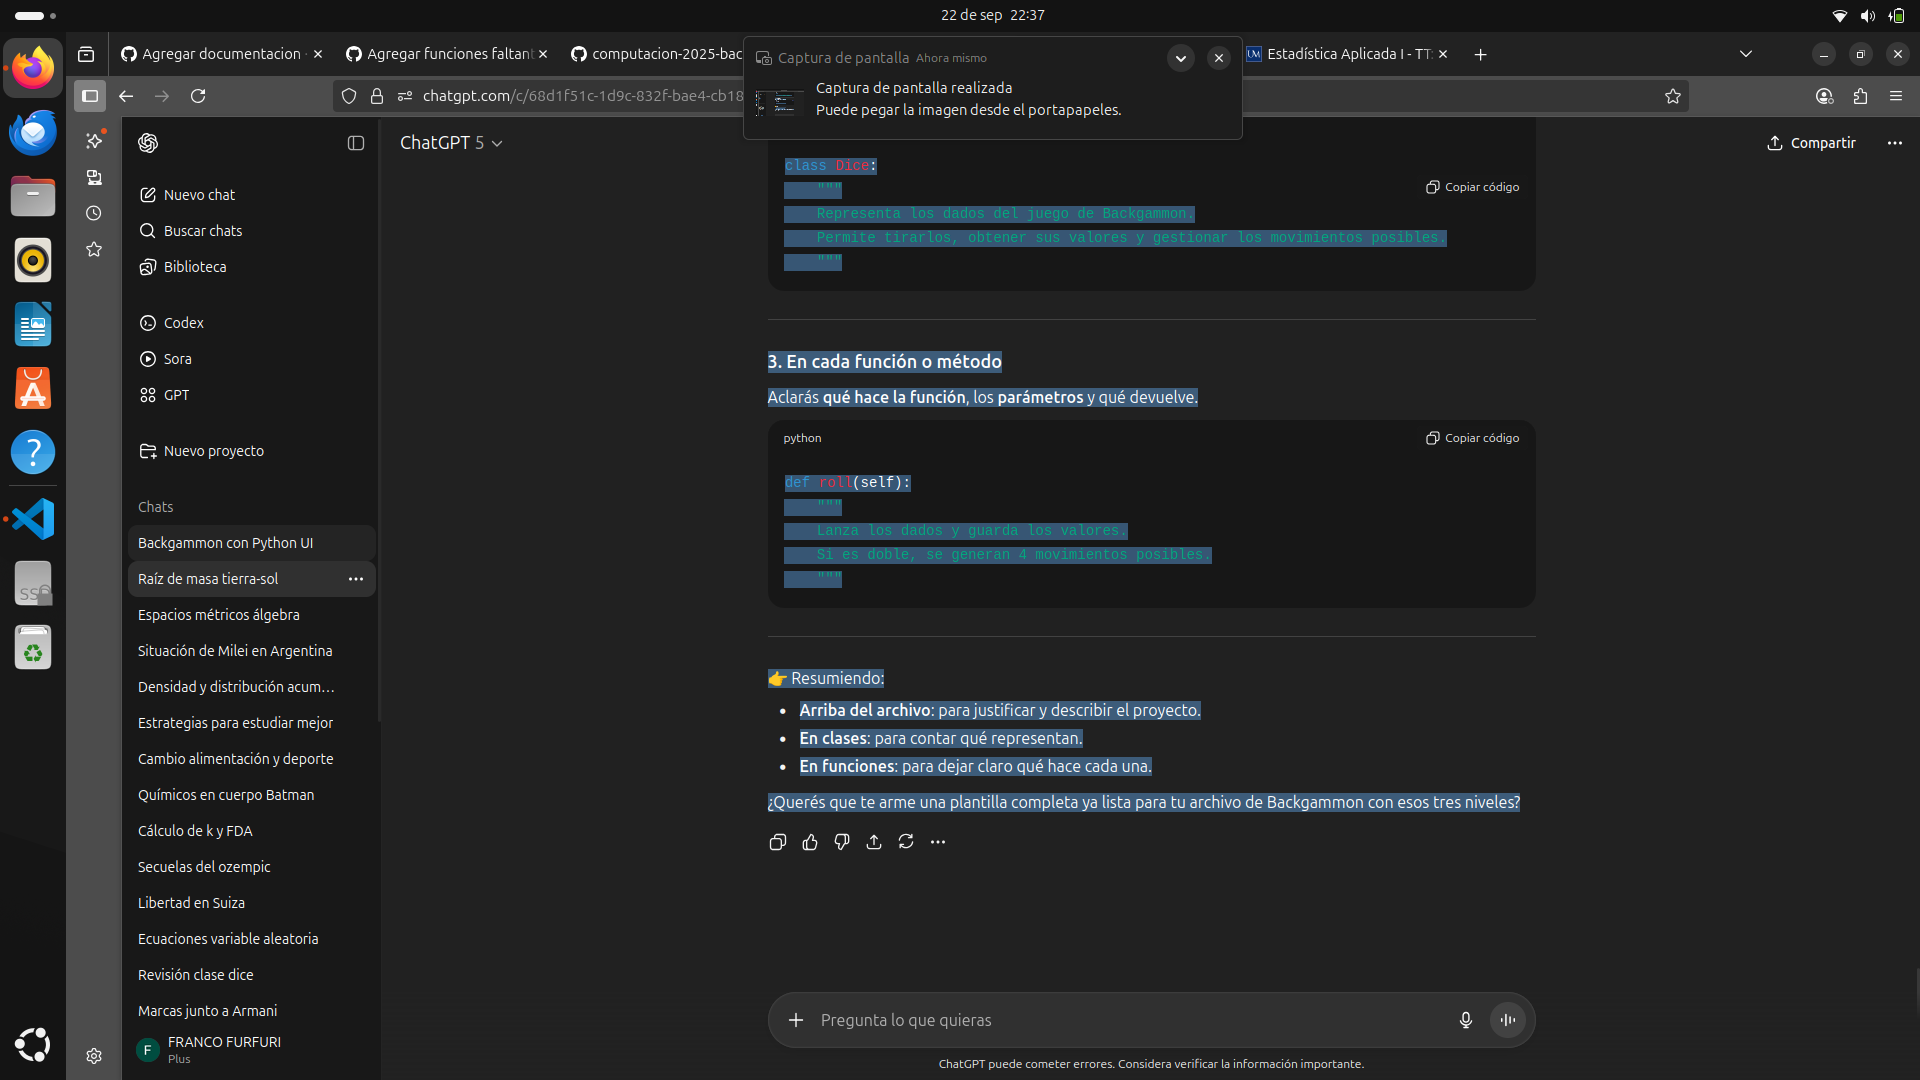 22 de sep 22:37
Agregar documentacion
Agregar funciones faltant
computacion-2025-bac
Estadística Aplicada I - TT
chatgpt.com/c/68d1f51c-1d9c-832f-bae4-cb18
Captura de pantalla Ahora mismo
Captura de pantalla realizada
Puede pegar la imagen desde el portapapeles.
ChatGPT 5
Compartir
Nuevo chat
Buscar chats
Biblioteca
Codex
Sora
GPT
Nuevo proyecto
Chats
Backgammon con Python UI
Raíz de masa tierra-sol
Espacios métricos álgebra
Situación de Milei en Argentina
Densidad y distribución acum…
Estrategias para estudiar mejor
Cambio alimentación y deporte
Químicos en cuerpo Batman
Cálculo de k y FDA
Secuelas del ozempic
Libertad en Suiza
Ecuaciones variable aleatoria
Revisión clase dice
Marcas junto a Armani
F
FRANCO FURFURI
Plus
class Dice:
"""
Copiar código
Representa los dados del juego de Backgammon.
Permite tirarlos, obtener sus valores y gestionar los movimientos posibles.
"""
3. En cada función o método
Aclarás qué hace la función, los parámetros y qué devuelve.
python
Copiar código
def roll(self):
"""
Lanza los dados y guarda los valores.
Si es doble, se generan 4 movimientos posibles.
"""
👉 Resumiendo:
• Arriba del archivo: para justificar y describir el proyecto.
• En clases: para contar qué representan.
• En funciones: para dejar claro qué hace cada una.
¿Querés que te arme una plantilla completa ya lista para tu archivo de Backgammon con esos tres niveles?
Pregunta lo que quieras
ChatGPT puede cometer errores. Considera verificar la información importante.